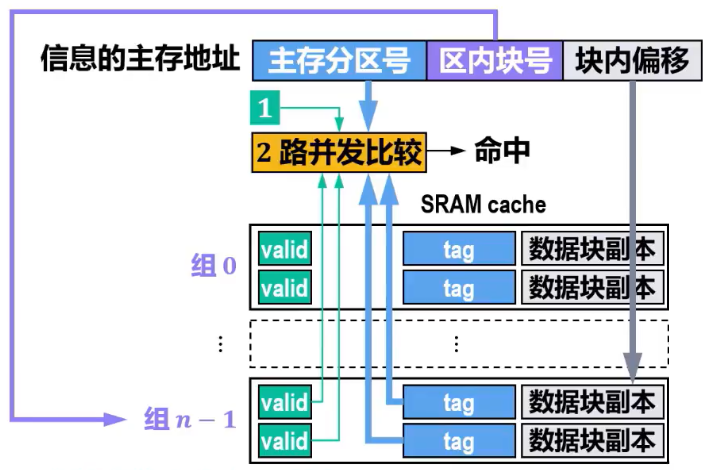 信息的主存地址 主存分区号 区内块号 块内偏移
1
2 路并发比较 命中
SRAM cache
组 0
valid tag 数据块副本
valid tag 数据块副本
⋮ ⋮
组 n − 1
valid tag 数据块副本
valid tag 数据块副本